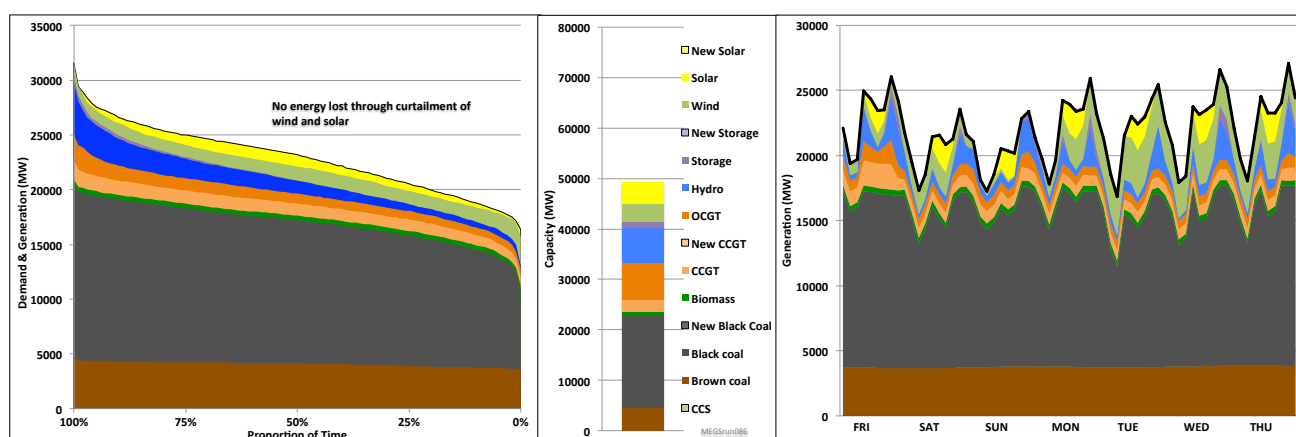 35000
30000
25000
20000
15000
10000
5000
0
Demand & Generation (MW)
No energy lost through curtailment of
wind and solar
100%
75%
50%
25%
0%
Proportion of Time
80000
70000
60000
50000
40000
30000
20000
10000
0
Capacity (MW)
New Solar
Solar
Wind
New Storage
Storage
Hydro
OCGT
New CCGT
CCGT
Biomass
New Black Coal
Black coal
Brown coal
CCS
MEGSrun086
30000
25000
20000
15000
10000
5000
0
Generation (MW)
FRI
SAT
SUN
MON
TUE
WED
THU